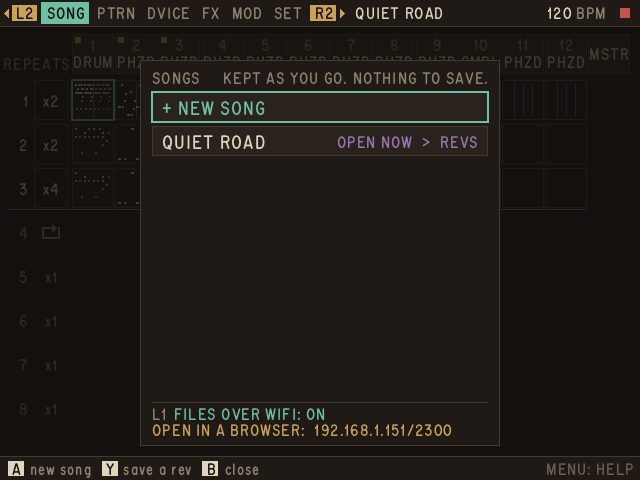 L2 SONG PTRN DVICE FX MOD SET R2 QUIET ROAD 120 BPM
1 2 3 4 5 6 7 8 9 10 11 12 MSTR
REPEATS DRUM PHZD PHZD PHZD
SONGS KEPT AS YOU GO. NOTHING TO SAVE.
+ NEW SONG
1 x2
QUIET ROAD OPEN NOW > REVS
2 x2
3 x4
4
5 x1
6 x1
7 x1
8 x1
L1 FILES OVER WIFI: ON
OPEN IN A BROWSER: 192.168.1.151/2300
A new song Y save a rev B close MENU: HELP